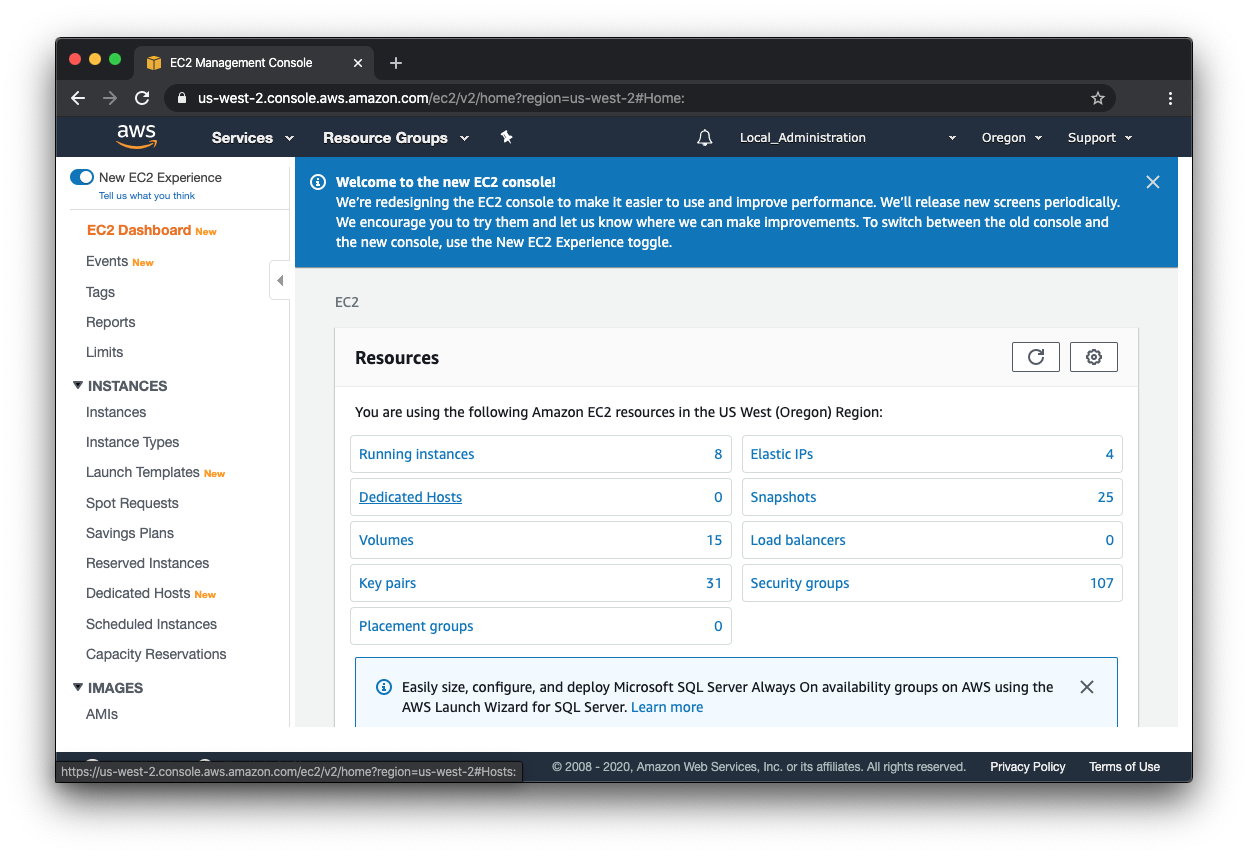 EC2 Management Console
us-west-2.console.aws.amazon.com/ec2/v2/home?region=us-west-2#Home:
aws
Services
Resource Groups
Local_Administration
Oregon
Support
New EC2 Experience
Tell us what you think
EC2 Dashboard New
Events New
Tags
Reports
Limits
INSTANCES
Instances
Instance Types
Launch Templates New
Spot Requests
Savings Plans
Reserved Instances
Dedicated Hosts New
Scheduled Instances
Capacity Reservations
IMAGES
AMIs
Welcome to the new EC2 console!
We're redesigning the EC2 console to make it easier to use and improve performance. We'll release new screens periodically.
We encourage you to try them and let us know where we can make improvements. To switch between the old console and
the new console, use the New EC2 Experience toggle.
EC2
Resources
You are using the following Amazon EC2 resources in the US West (Oregon) Region:
Running instances 8
Elastic IPs 4
Dedicated Hosts 0
Snapshots 25
Volumes 15
Load balancers 0
Key pairs 31
Security groups 107
Placement groups 0
Easily size, configure, and deploy Microsoft SQL Server Always On availability groups on AWS using the
AWS Launch Wizard for SQL Server. Learn more
https://us-west-2.console.aws.amazon.com/ec2/v2/home?region=us-west-2#Hosts:
© 2008 - 2020, Amazon Web Services, Inc. or its affiliates. All rights reserved.
Privacy Policy
Terms of Use